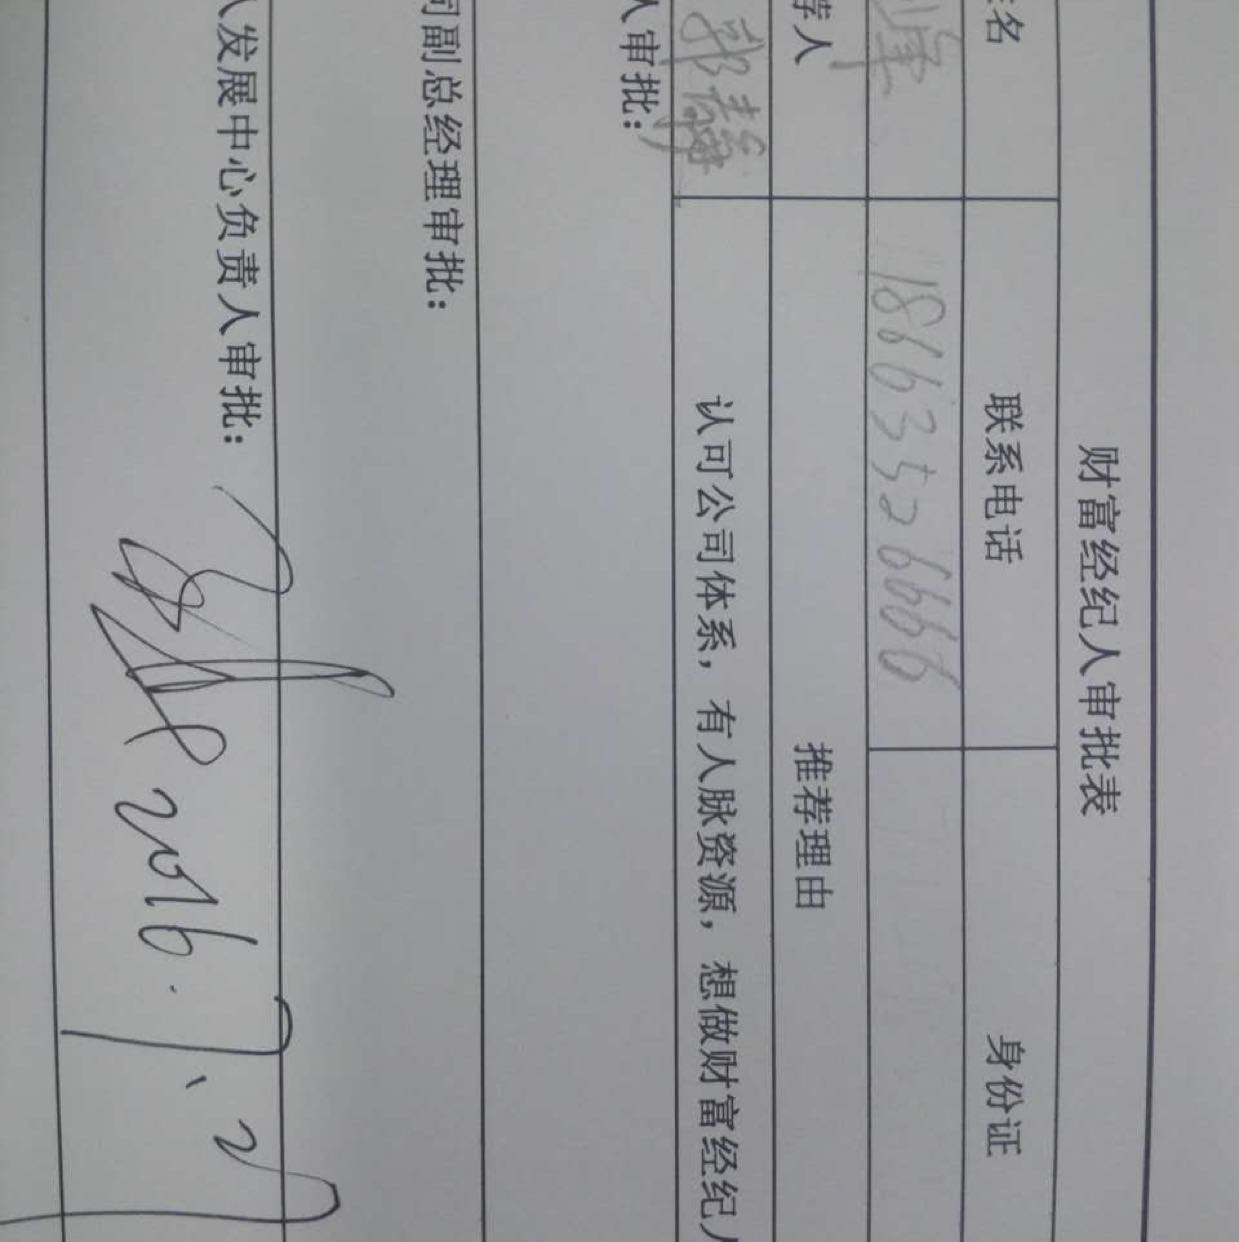 财富经纪人审批表
名 联系电话 身份证
18663526666
荐人 推荐理由
认可公司体系，有人脉资源，想做财富经纪人
人审批：
司副总经理审批：
人发展中心负责人审批：
2016.7.27